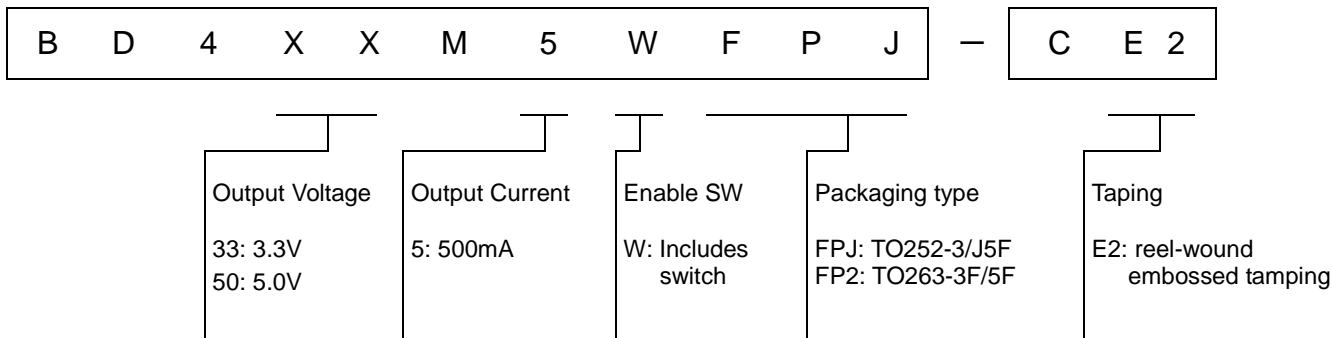 B D 4 X X M 5 W F P J – C E 2
Output Voltage
33: 3.3V
50: 5.0V
Output Current
5: 500mA
Enable SW
W: Includes
switch
Packaging type
FPJ: TO252-3/J5F
FP2: TO263-3F/5F
Taping
E2: reel-wound
embossed tamping